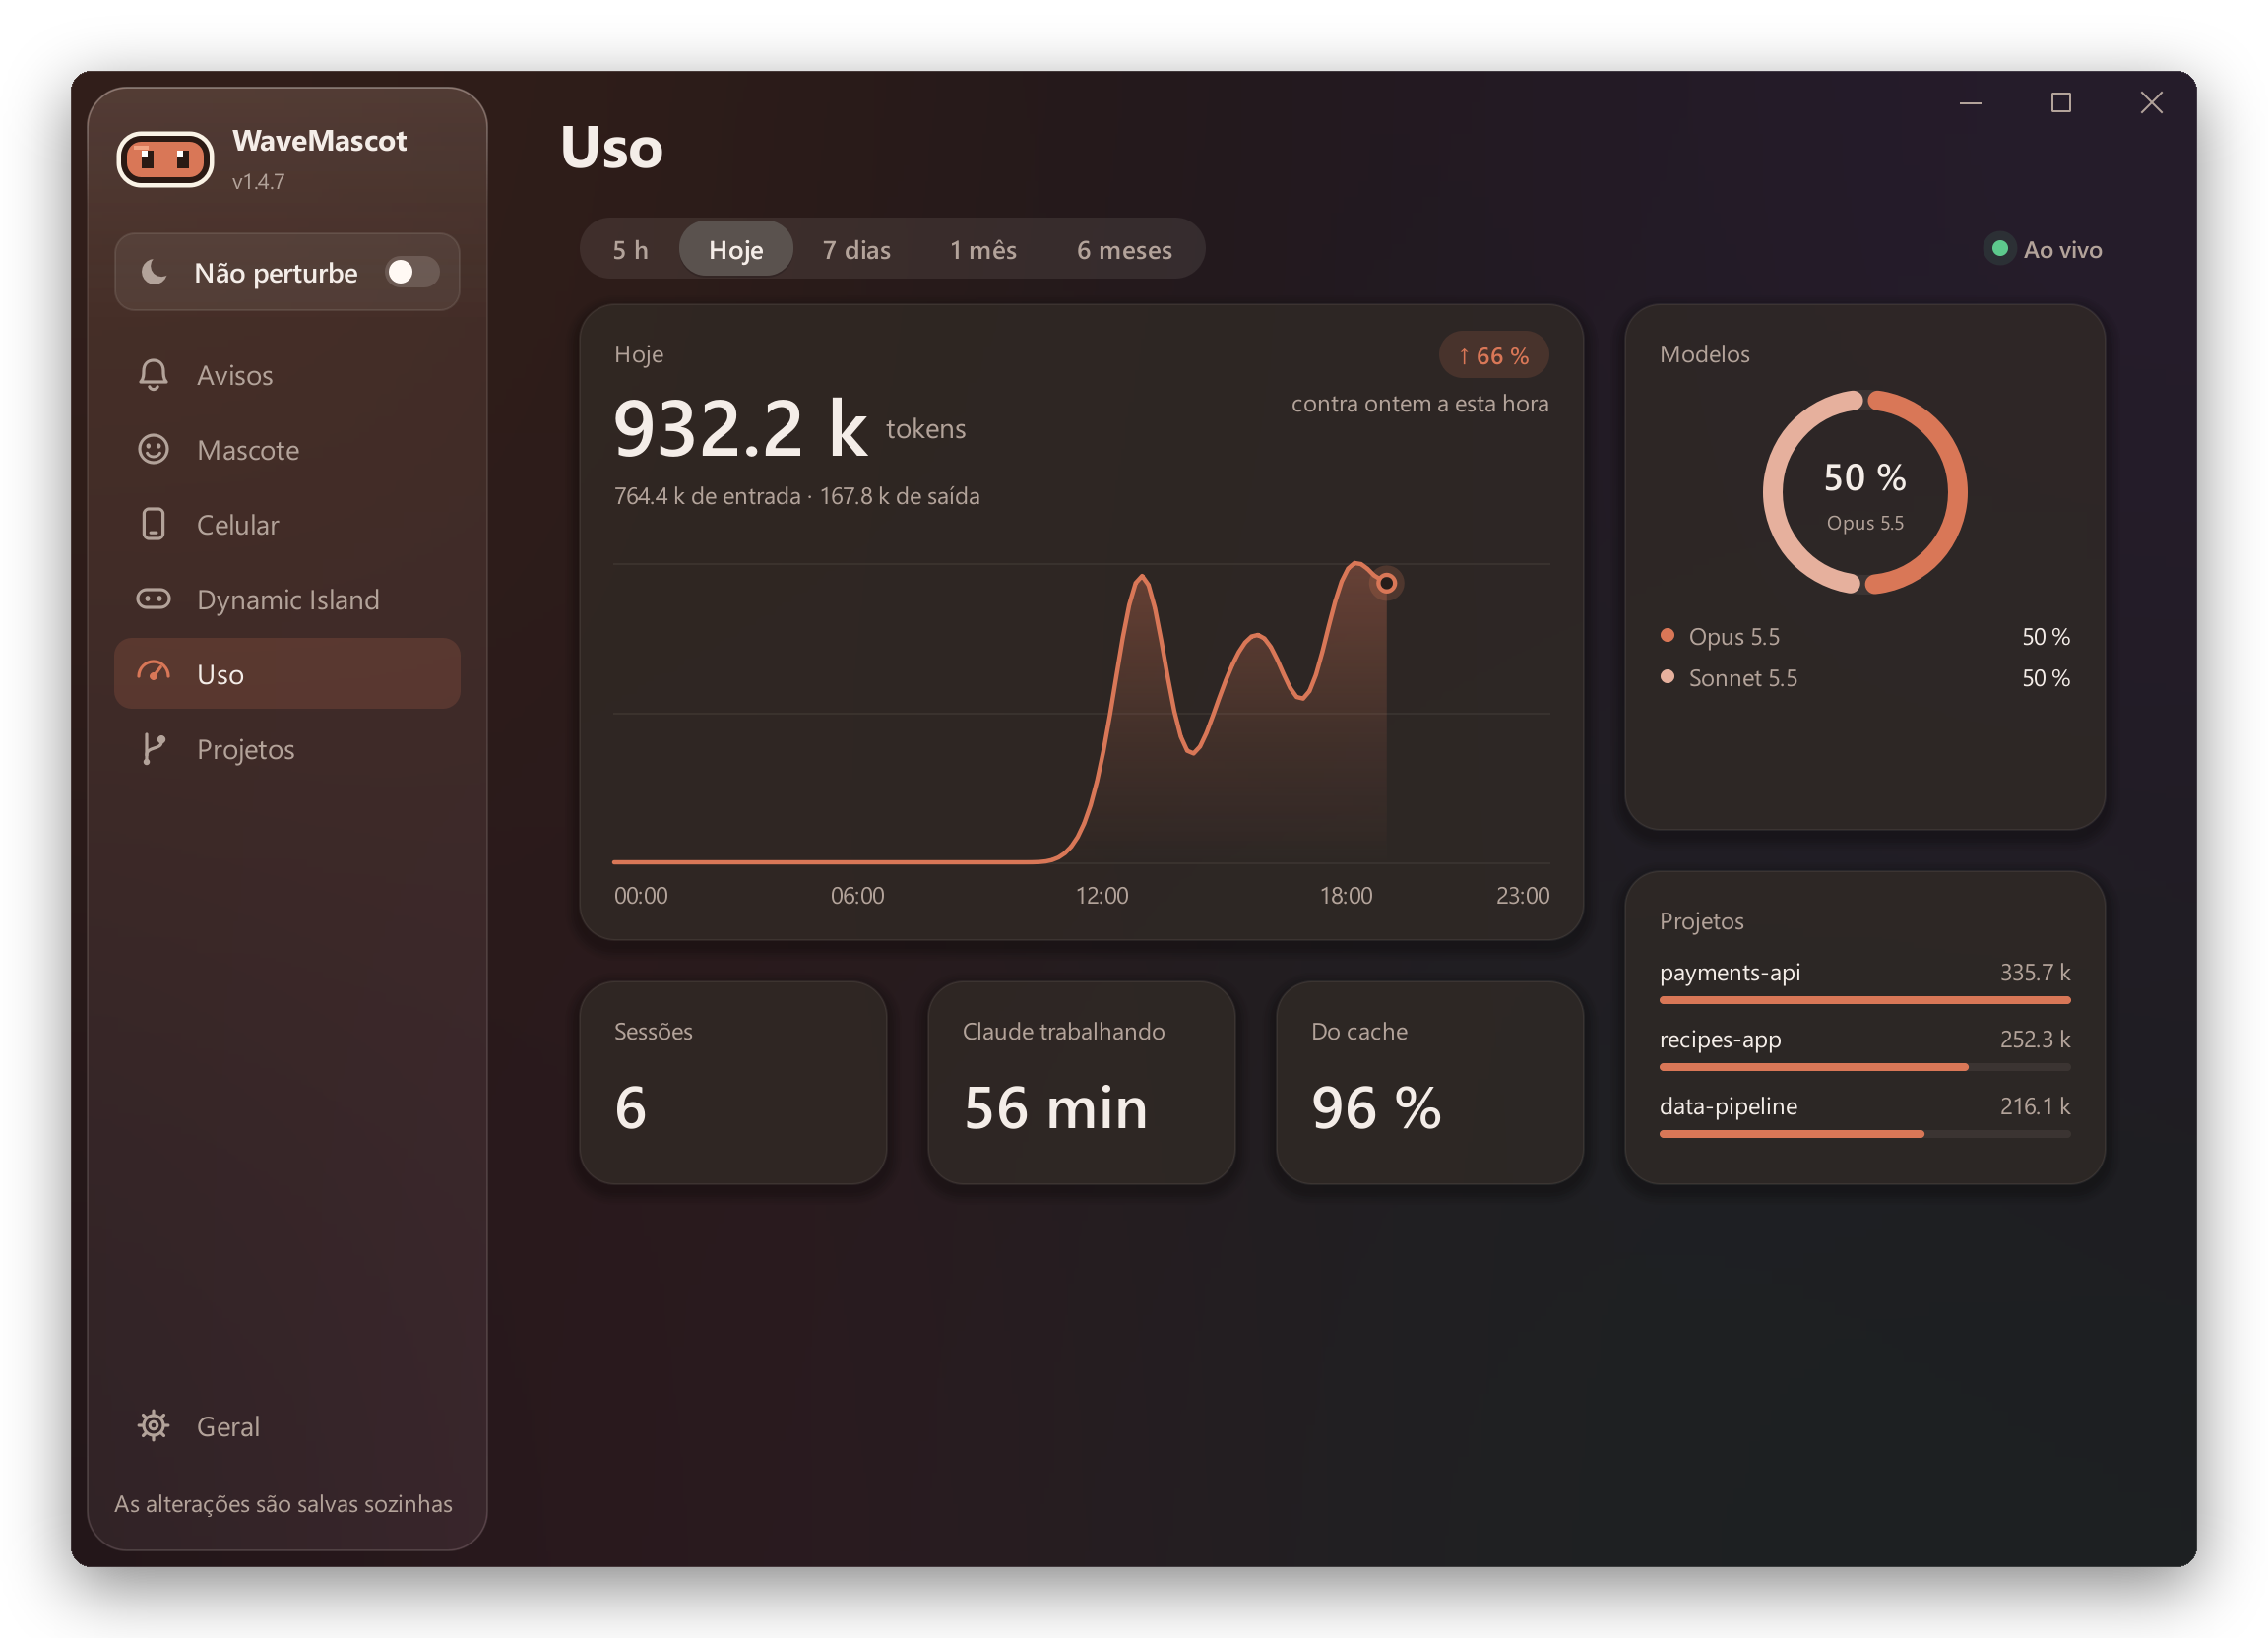 WaveMascot
v1.4.7
Não perturbe
Avisos
Mascote
Celular
Dynamic Island
Uso
Projetos
Geral
As alterações são salvas sozinhas
Uso
5 h
Hoje
7 dias
1 mês
6 meses
Ao vivo
Hoje
↑ 66 %
contra ontem a esta hora
932.2 k tokens
764.4 k de entrada · 167.8 k de saída
00:00
06:00
12:00
18:00
23:00
Sessões
6
Claude trabalhando
56 min
Do cache
96 %
Modelos
50 %
Opus 5.5
Opus 5.5 50 %
Sonnet 5.5 50 %
Projetos
payments-api 335.7 k
recipes-app 252.3 k
data-pipeline 216.1 k